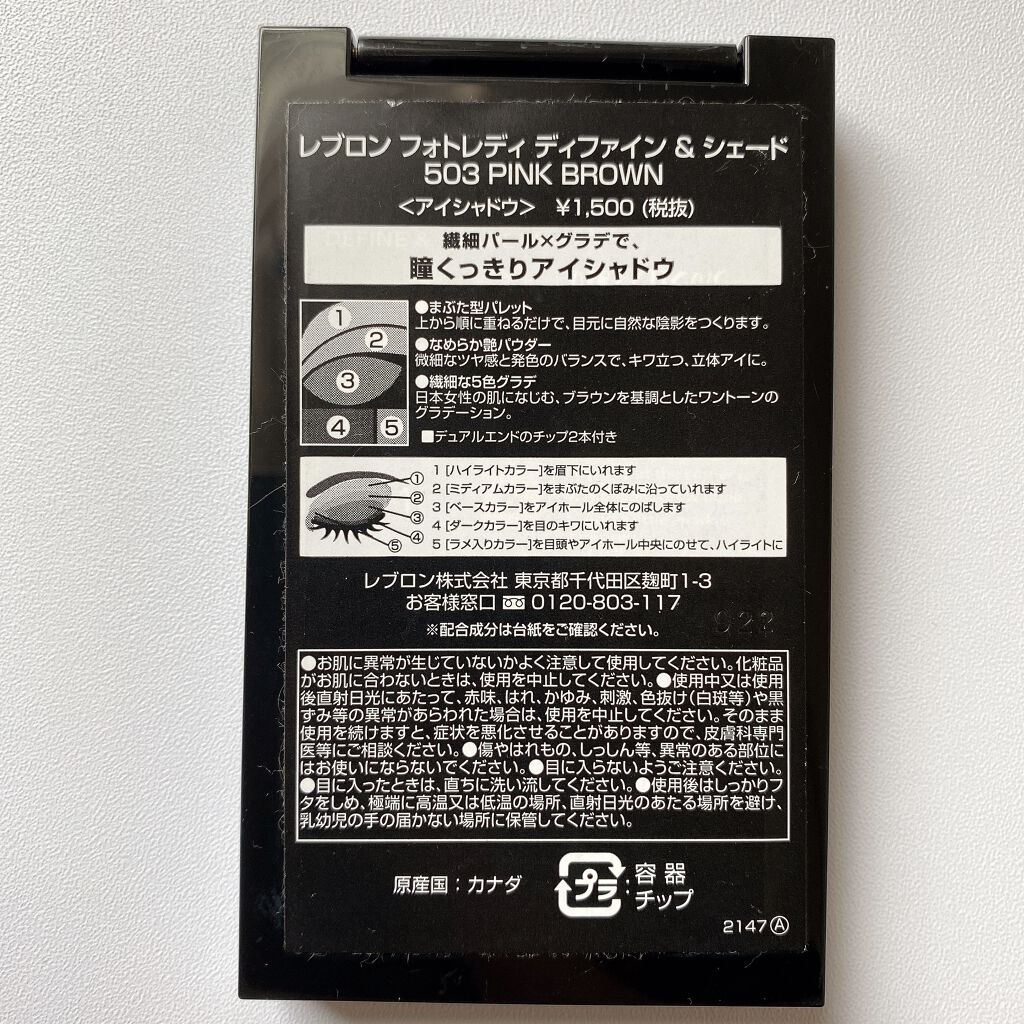 レブロン フォトレディ ディファイン & シェード
503 PINK BROWN
<アイシャドウ> ¥1,500 (税抜)
繊細パール×グラデで、
瞳くっきりアイシャドウ
1
2
3
4
5
●まぶた型パレット
上から順に重ねるだけで、目元に自然な陰影をつくります。
●なめらか艶パウダー
微細なツヤ感と発色のバランスで、キワ立つ、立体アイに。
●繊細な5色グラデ
日本女性の肌になじむ、ブラウンを基調としたワントーンの
グラデーション。
■デュアルエンドのチップ2本付き
①
②
③
④
⑤
1 [ハイライトカラー]を眉下にいれます
2 [ミディアムカラー]をまぶたのくぼみに沿っていれます
3 [ベースカラー]をアイホール全体にのばします
4 [ダークカラー]を目のキワにいれます
5 [ラメ入りカラー]を目頭やアイホール中央にのせて、ハイライトに
レブロン株式会社 東京都千代田区麹町1-3
お客様窓口 0120-803-117
※配合成分は台紙をご確認ください。
022
●お肌に異常が生じていないかよく注意して使用してください。化粧品
がお肌に合わないときは、使用を中止してください。●使用中又は使用
後直射日光にあたって、赤味、はれ、かゆみ、刺激、色抜け(白斑等)や黒
ずみ等の異常があらわれた場合は、使用を中止してください。そのまま
使用を続けますと、症状を悪化させることがありますので、皮膚科専門
医等にご相談ください。●傷やはれもの、しっしん等、異常のある部位に
はお使いにならないでください。●目に入らないようご注意ください。
●目に入ったときは、直ちに洗い流してください。●使用後はしっかりフ
タをしめ、極端に高温又は低温の場所、直射日光のあたる場所を避け、
乳幼児の手の届かない場所に保管してください。
原産国：カナダ
プラ：容器
チップ
2147Ⓐ